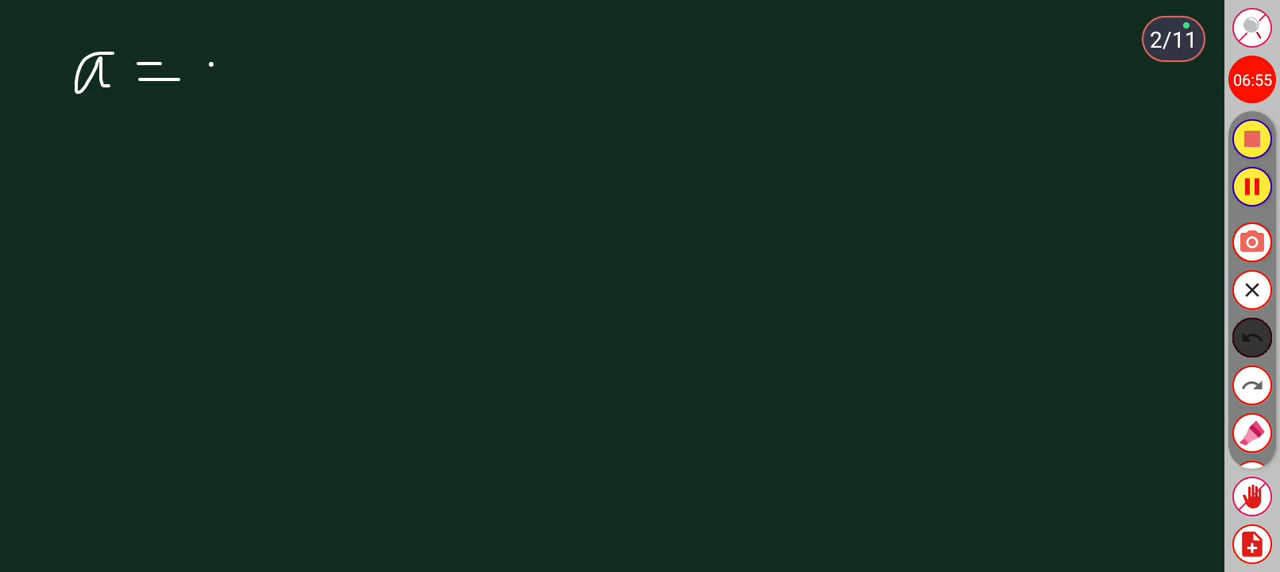 a = .
2/11
06:55